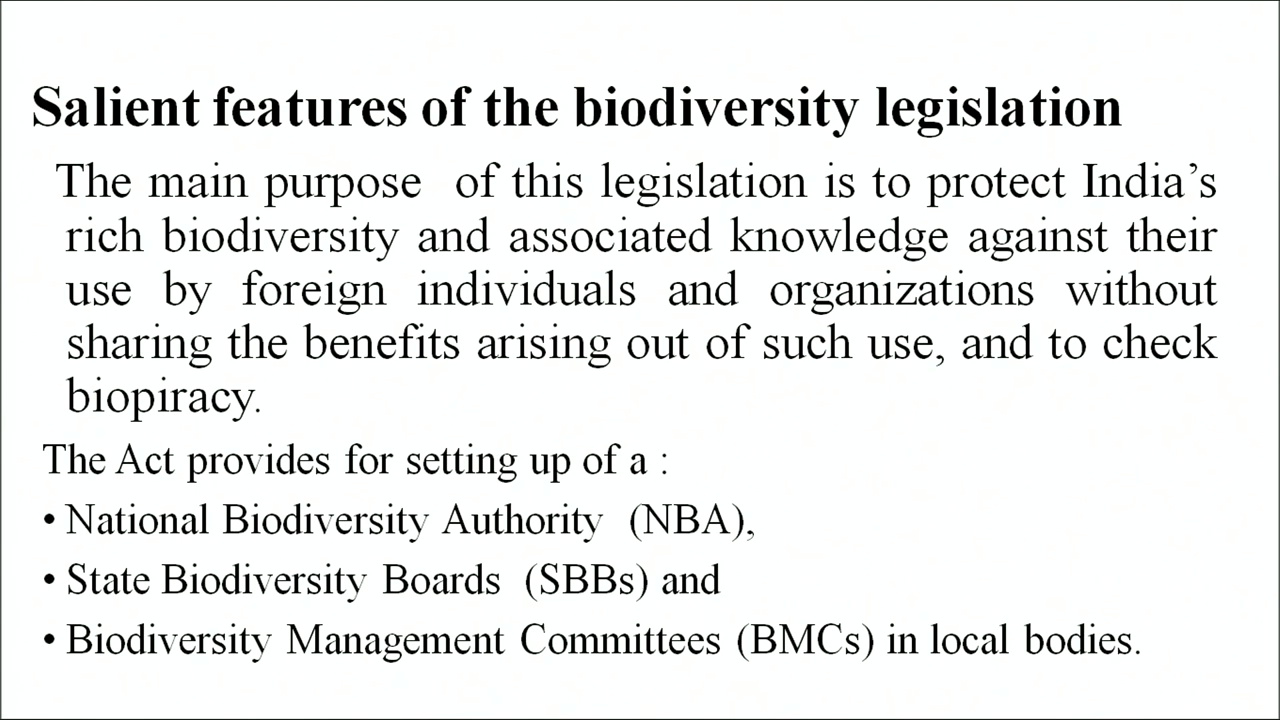 Salient features of the biodiversity legislation
The main purpose of this legislation is to protect India's
rich biodiversity and associated knowledge against their
use by foreign individuals and organizations without
sharing the benefits arising out of such use, and to check
biopiracy.
The Act provides for setting up of a :
• National Biodiversity Authority (NBA),
• State Biodiversity Boards (SBBs) and
• Biodiversity Management Committees (BMCs) in local bodies.